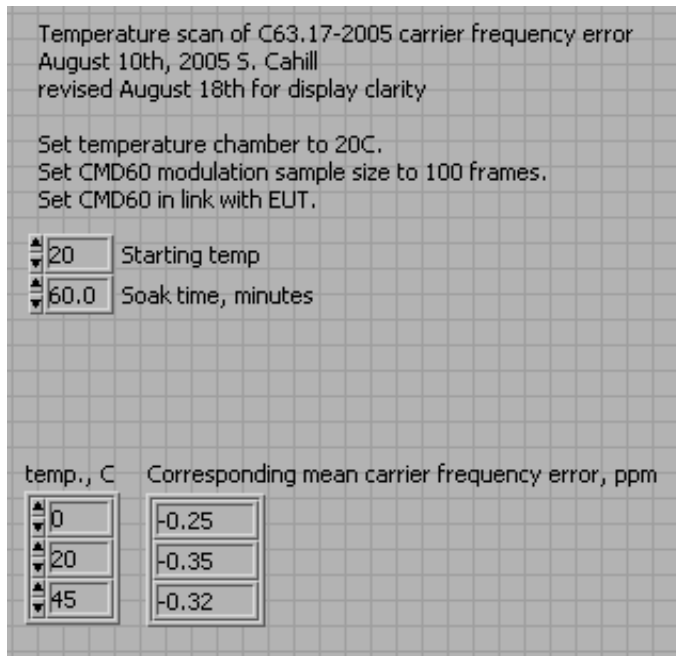 Temperature scan of C63.17-2005 carrier frequency error
August 10th, 2005 S. Cahill
revised August 18th for display clarity
Set temperature chamber to 20C.
Set CMD60 modulation sample size to 100 frames.
Set CMD60 in link with EUT.
20 Starting temp
60.0 Soak time, minutes
temp., C Corresponding mean carrier frequency error, ppm
0 -0.25
20 -0.35
45 -0.32